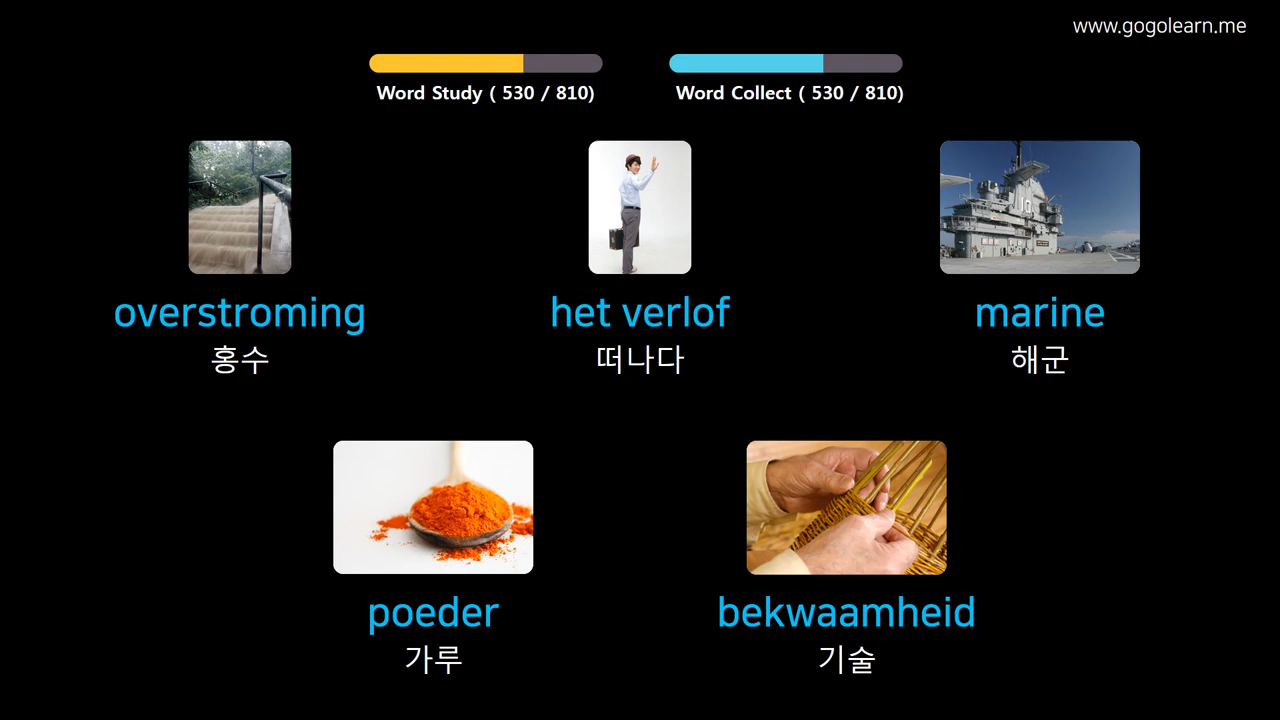 www.gogolearn.me
Word Study ( 530 / 810)
Word Collect ( 530 / 810)
overstroming
홍수
het verlof
떠나다
marine
해군
poeder
가루
bekwaamheid
기술